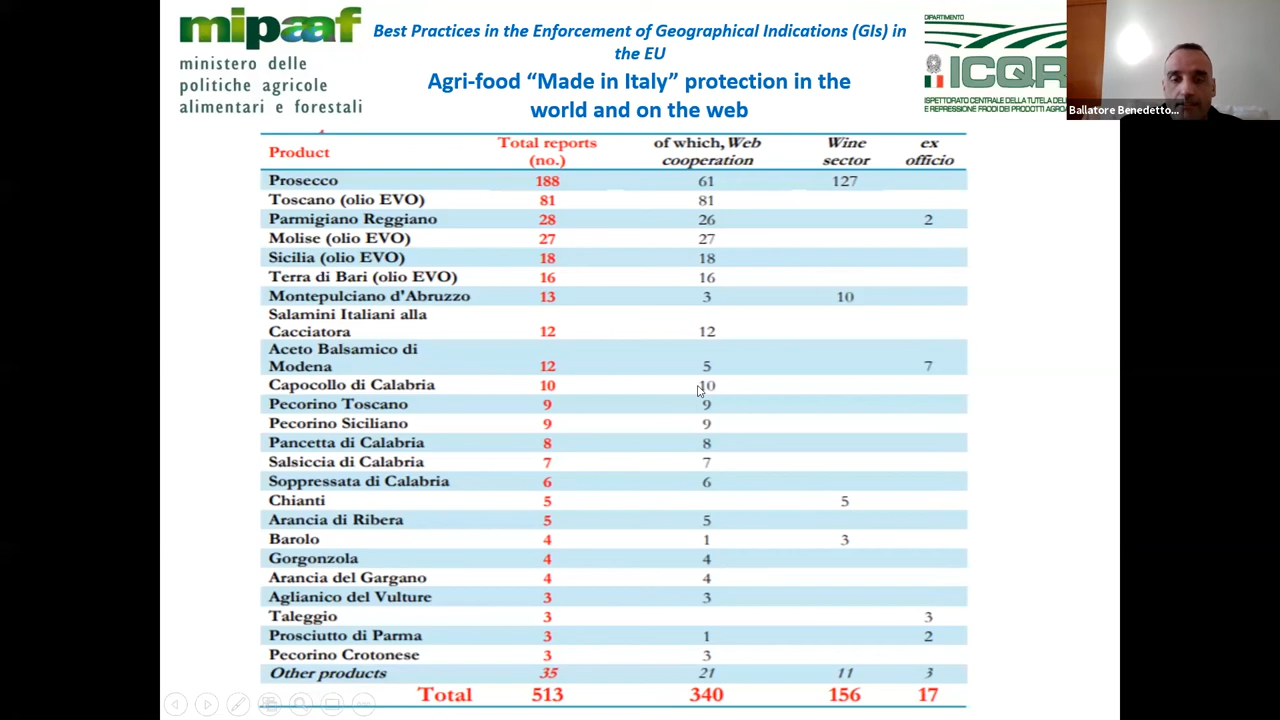 mipaaf
ministero delle
politiche agricole
alimentari e forestali
Best Practices in the Enforcement of Geographical Indications (GIs) in
the EU
Agri-food “Made in Italy” protection in the
world and on the web
DIPARTIMENTO
ICQR
ISPETTORATO CENTRALE DELLA TUTELA DEL
E REPRESSIONE FRODI DEI PRODOTTI AGRO
Ballatore Benedetto...
Product Total reports (no.) of which, Web cooperation Wine sector ex officio
Prosecco 188 61 127
Toscano (olio EVO) 81 81
Parmigiano Reggiano 28 26 2
Molise (olio EVO) 27 27
Sicilia (olio EVO) 18 18
Terra di Bari (olio EVO) 16 16
Montepulciano d'Abruzzo 13 3 10
Salamini Italiani alla
Cacciatora 12 12
Aceto Balsamico di
Modena 12 5 7
Capocollo di Calabria 10 10
Pecorino Toscano 9 9
Pecorino Siciliano 9 9
Pancetta di Calabria 8 8
Salsiccia di Calabria 7 7
Soppressata di Calabria 6 6
Chianti 5 5
Arancia di Ribera 5 5
Barolo 4 1 3
Gorgonzola 4 4
Arancia del Gargano 4 4
Aglianico del Vulture 3 3
Taleggio 3 3
Prosciutto di Parma 3 1 2
Pecorino Crotonese 3 3
Other products 35 21 11 3
Total 513 340 156 17